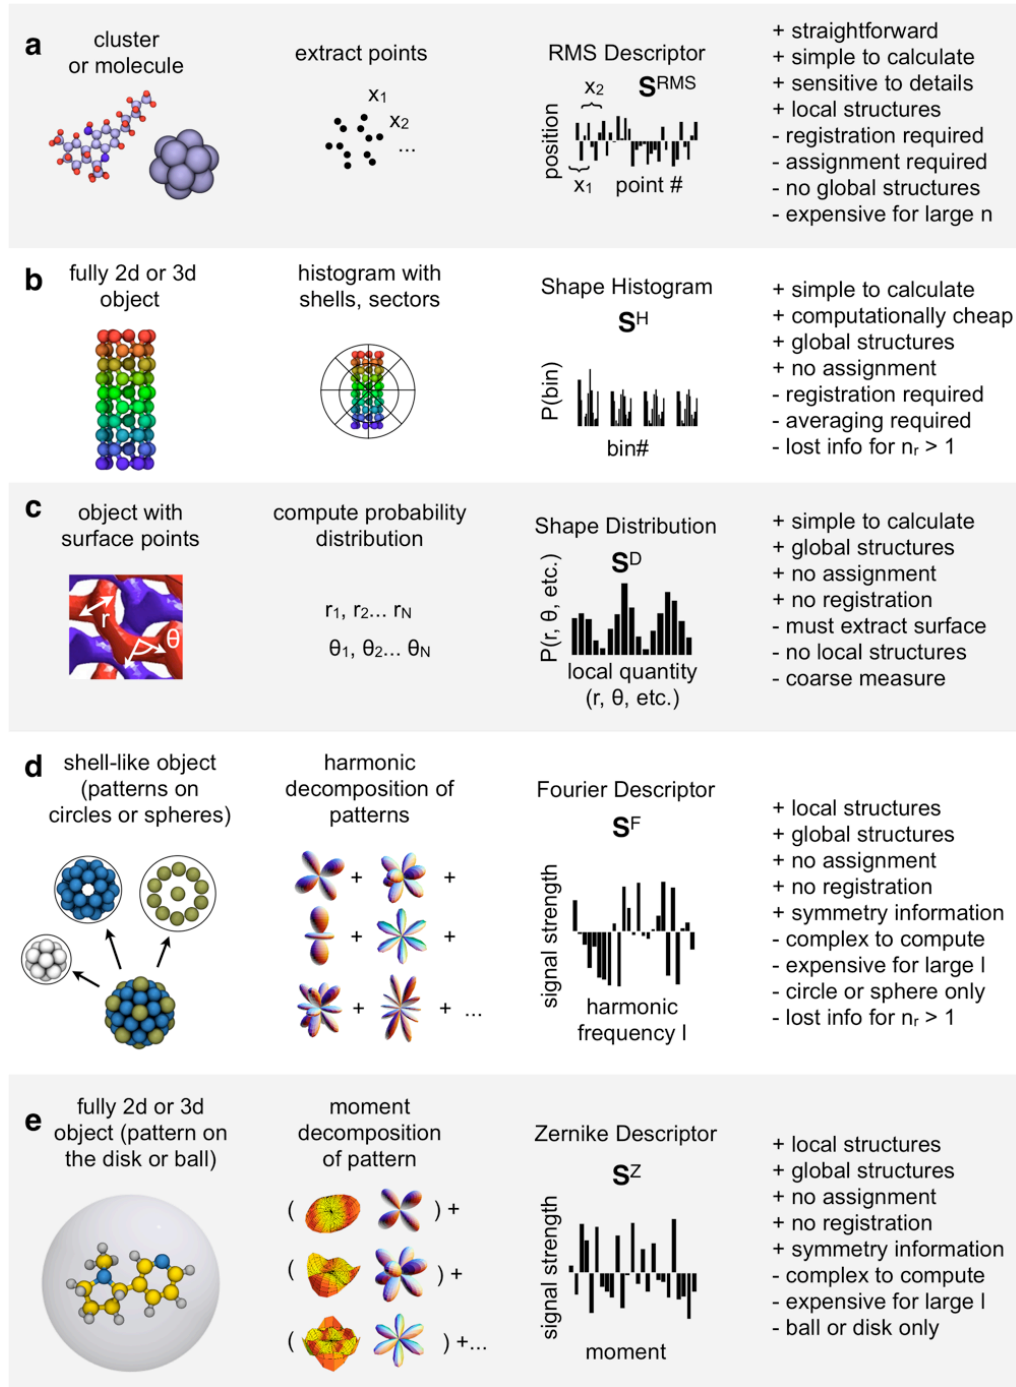 a
cluster
or molecule
extract points
x₁
x₂
...
RMS Descriptor
S^RMS
x₂
position
x₁
point #
+ straightforward
+ simple to calculate
+ sensitive to details
+ local structures
- registration required
- assignment required
- no global structures
- expensive for large n
b
fully 2d or 3d
object
histogram with
shells, sectors
Shape Histogram
S^H
P(bin)
bin#
+ simple to calculate
+ computationally cheap
+ global structures
+ no assignment
- registration required
- averaging required
- lost info for nᵣ > 1
c
object with
surface points
r
θ
compute probability
distribution
r₁, r₂... r_N
θ₁, θ₂... θ_N
Shape Distribution
S^D
P(r, θ, etc.)
local quantity
(r, θ, etc.)
+ simple to calculate
+ global structures
+ no assignment
+ no registration
- must extract surface
- no local structures
- coarse measure
d
shell-like object
(patterns on
circles or spheres)
harmonic
decomposition of
patterns
+ +
+ +
+ + ...
Fourier Descriptor
S^F
signal strength
harmonic
frequency l
+ local structures
+ global structures
+ no assignment
+ no registration
+ symmetry information
- complex to compute
- expensive for large l
- circle or sphere only
- lost info for nᵣ > 1
e
fully 2d or 3d
object (pattern on
the disk or ball)
moment
decomposition
of pattern
( ) +
( ) +
( ) +...
Zernike Descriptor
S^Z
signal strength
moment
+ local structures
+ global structures
+ no assignment
+ no registration
+ symmetry information
- complex to compute
- expensive for large l
- ball or disk only